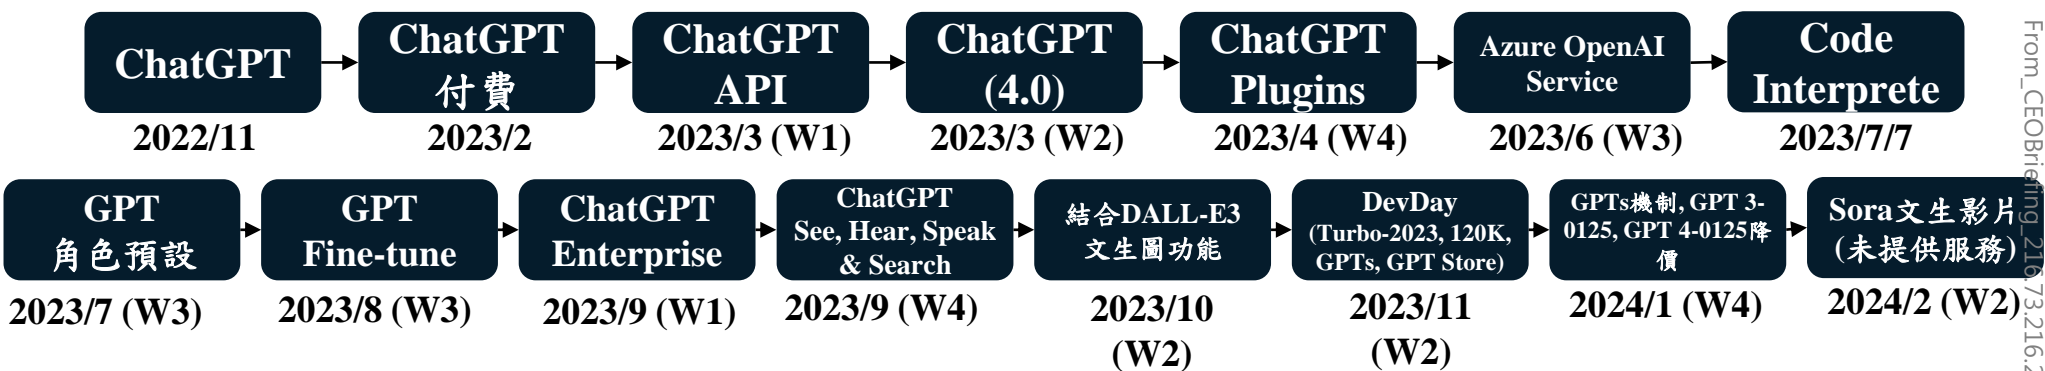 ChatGPT
2022/11
ChatGPT
付費
2023/2
ChatGPT
API
2023/3 (W1)
ChatGPT
(4.0)
2023/3 (W2)
ChatGPT
Plugins
2023/4 (W4)
Azure OpenAI
Service
2023/6 (W3)
Code
Interprete
2023/7/7
GPT
角色預設
2023/7 (W3)
GPT
Fine-tune
2023/8 (W3)
ChatGPT
Enterprise
2023/9 (W1)
ChatGPT
See, Hear, Speak
& Search
2023/9 (W4)
結合DALL-E3
文生圖功能
2023/10
(W2)
DevDay
(Turbo-2023, 120K,
GPTs, GPT Store)
2023/11
(W2)
GPTs機制, GPT 3-
0125, GPT 4-0125降
價
2024/1 (W4)
Sora文生影片
(未提供服務)
2024/2 (W2)
From_CEOBriefing_216.73.216.2